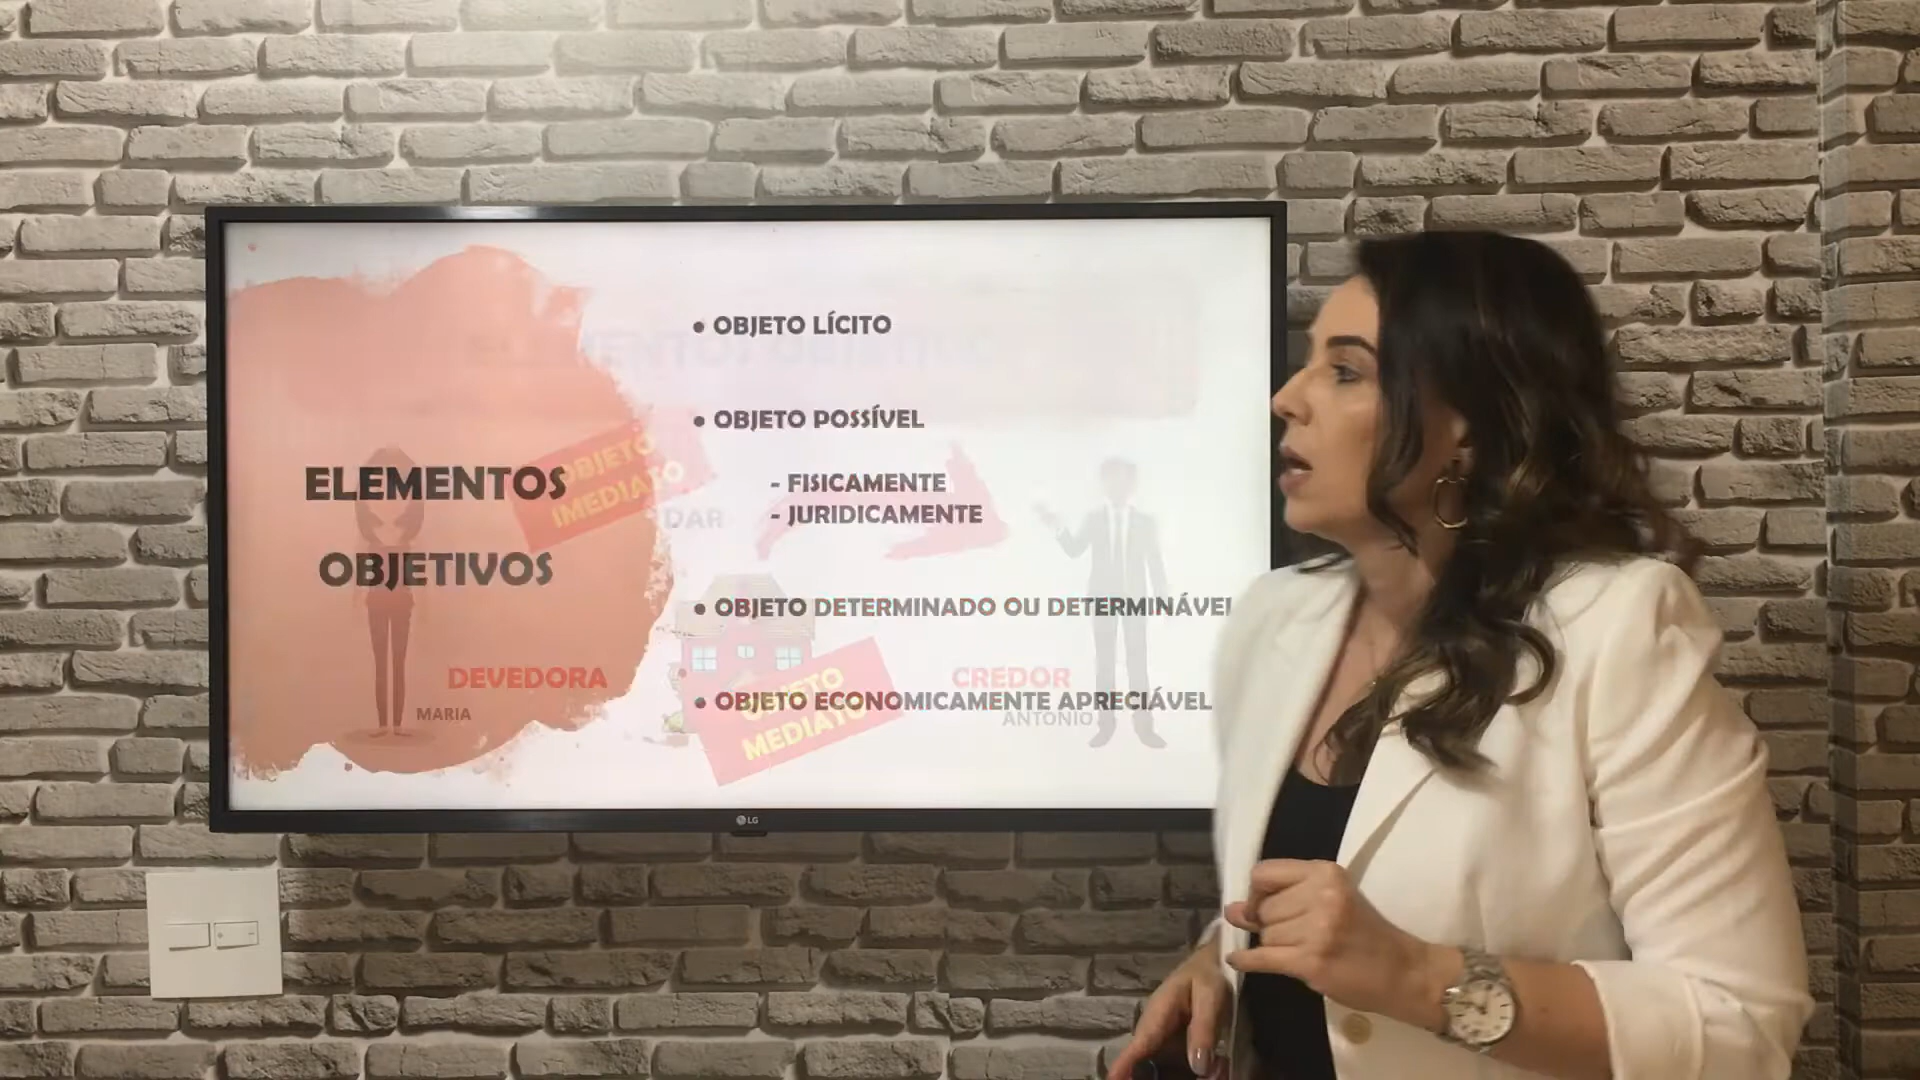 ELEMENTOS
OBJETIVOS
• OBJETO LÍCITO
• OBJETO POSSÍVEL
- FISICAMENTE
- JURIDICAMENTE
• OBJETO DETERMINADO OU DETERMINÁVEL
• OBJETO ECONOMICAMENTE APRECIÁVEL
OBJETO
IMEDIATO
DAR
DEVEDORA
MARIA
OBJETO
MEDIATO
CREDOR
ANTONIO
LG